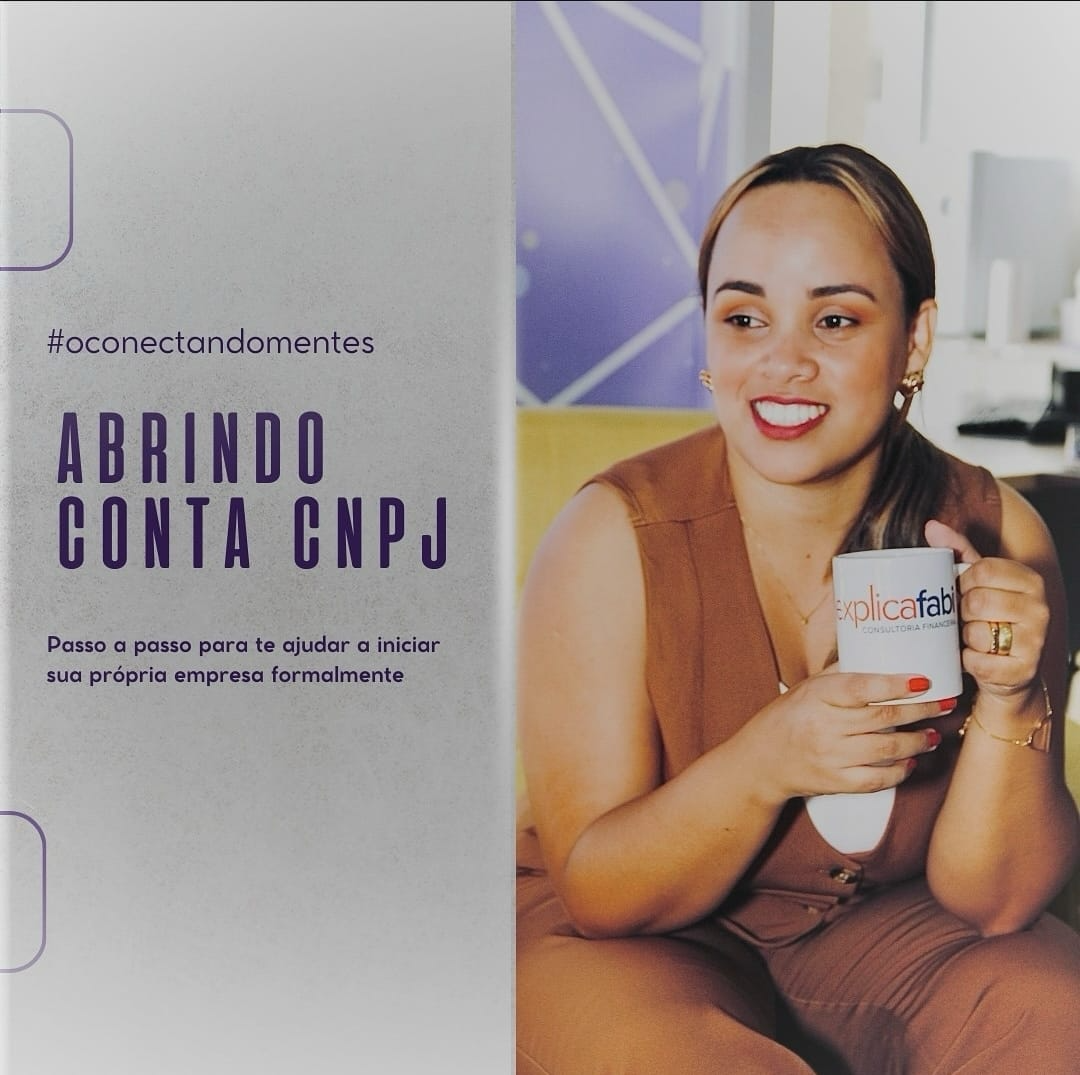 #oconectandomentes
ABRINDO
CONTA CNPJ
Passo a passo para te ajudar a iniciar
sua própria empresa formalmente
explicafabi
CONSULTORIA FINANCEIRA